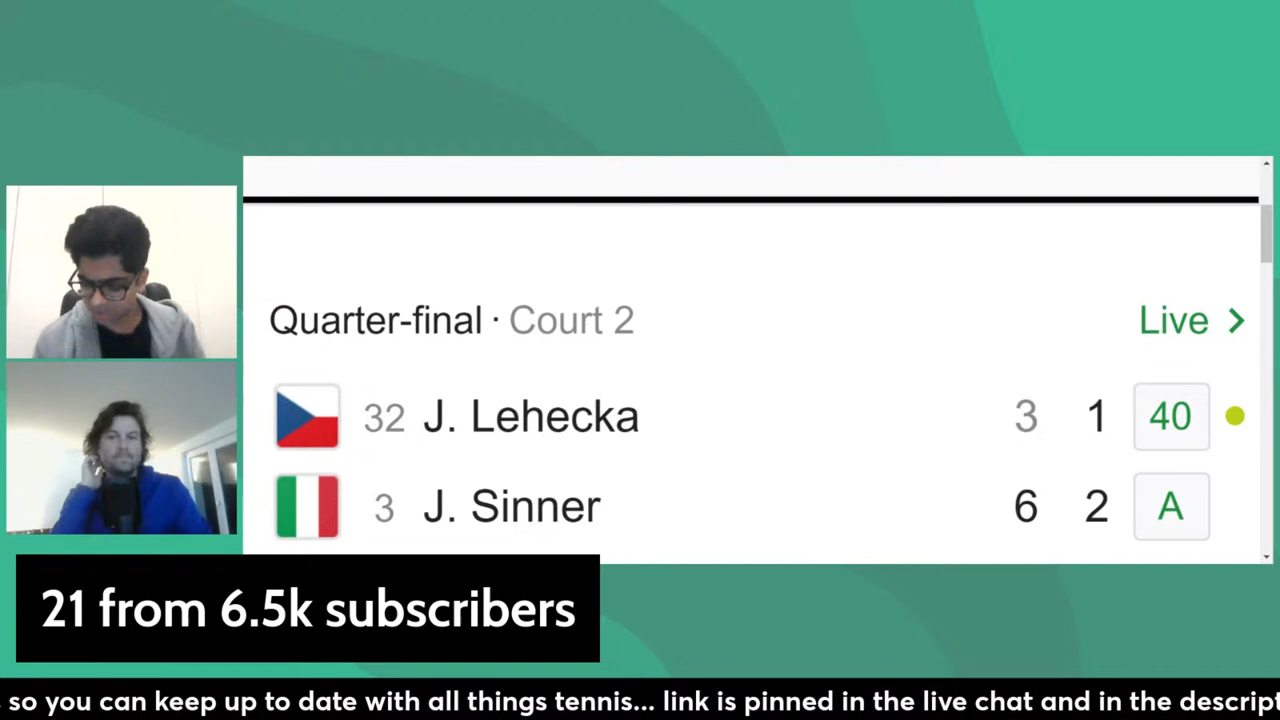 Quarter-final · Court 2 Live >
32 J. Lehecka 3 1 40
3 J. Sinner 6 2 A
21 from 6.5k subscribers
so you can keep up to date with all things tennis... link is pinned in the live chat and in the descript